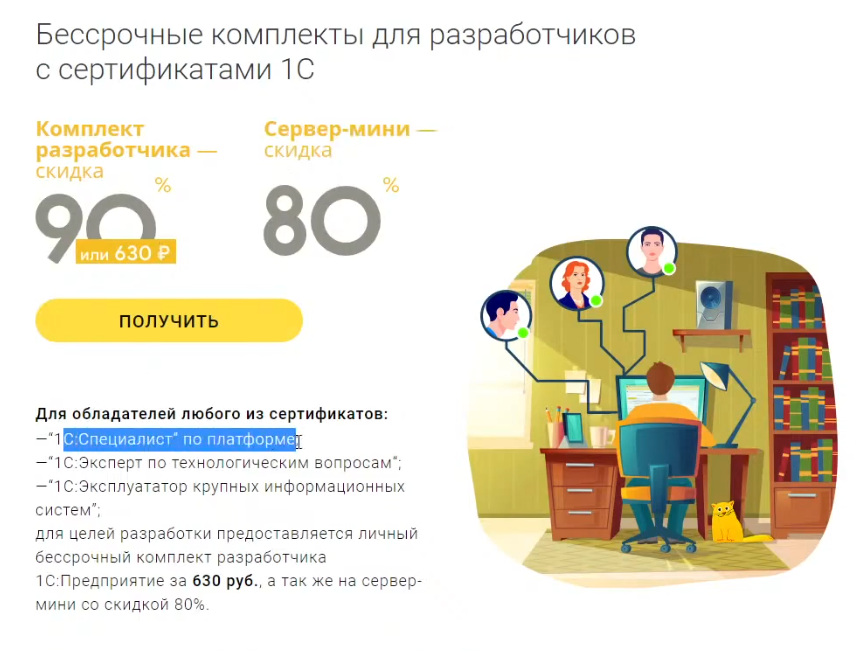 Бессрочные комплекты для разработчиков
с сертификатами 1С
Комплект
разработчика —
скидка
90%
или 630 ₽
Сервер-мини —
скидка
80%
ПОЛУЧИТЬ
Для обладателей любого из сертификатов:
—“1С:Специалист” по платформе
—“1С:Эксперт по технологическим вопросам“;
—“1С:Эксплуататор крупных информационных
систем”;
для целей разработки предоставляется личный
бессрочный комплект разработчика
1С:Предприятие за 630 руб., а так же на сервер-
мини со скидкой 80%.